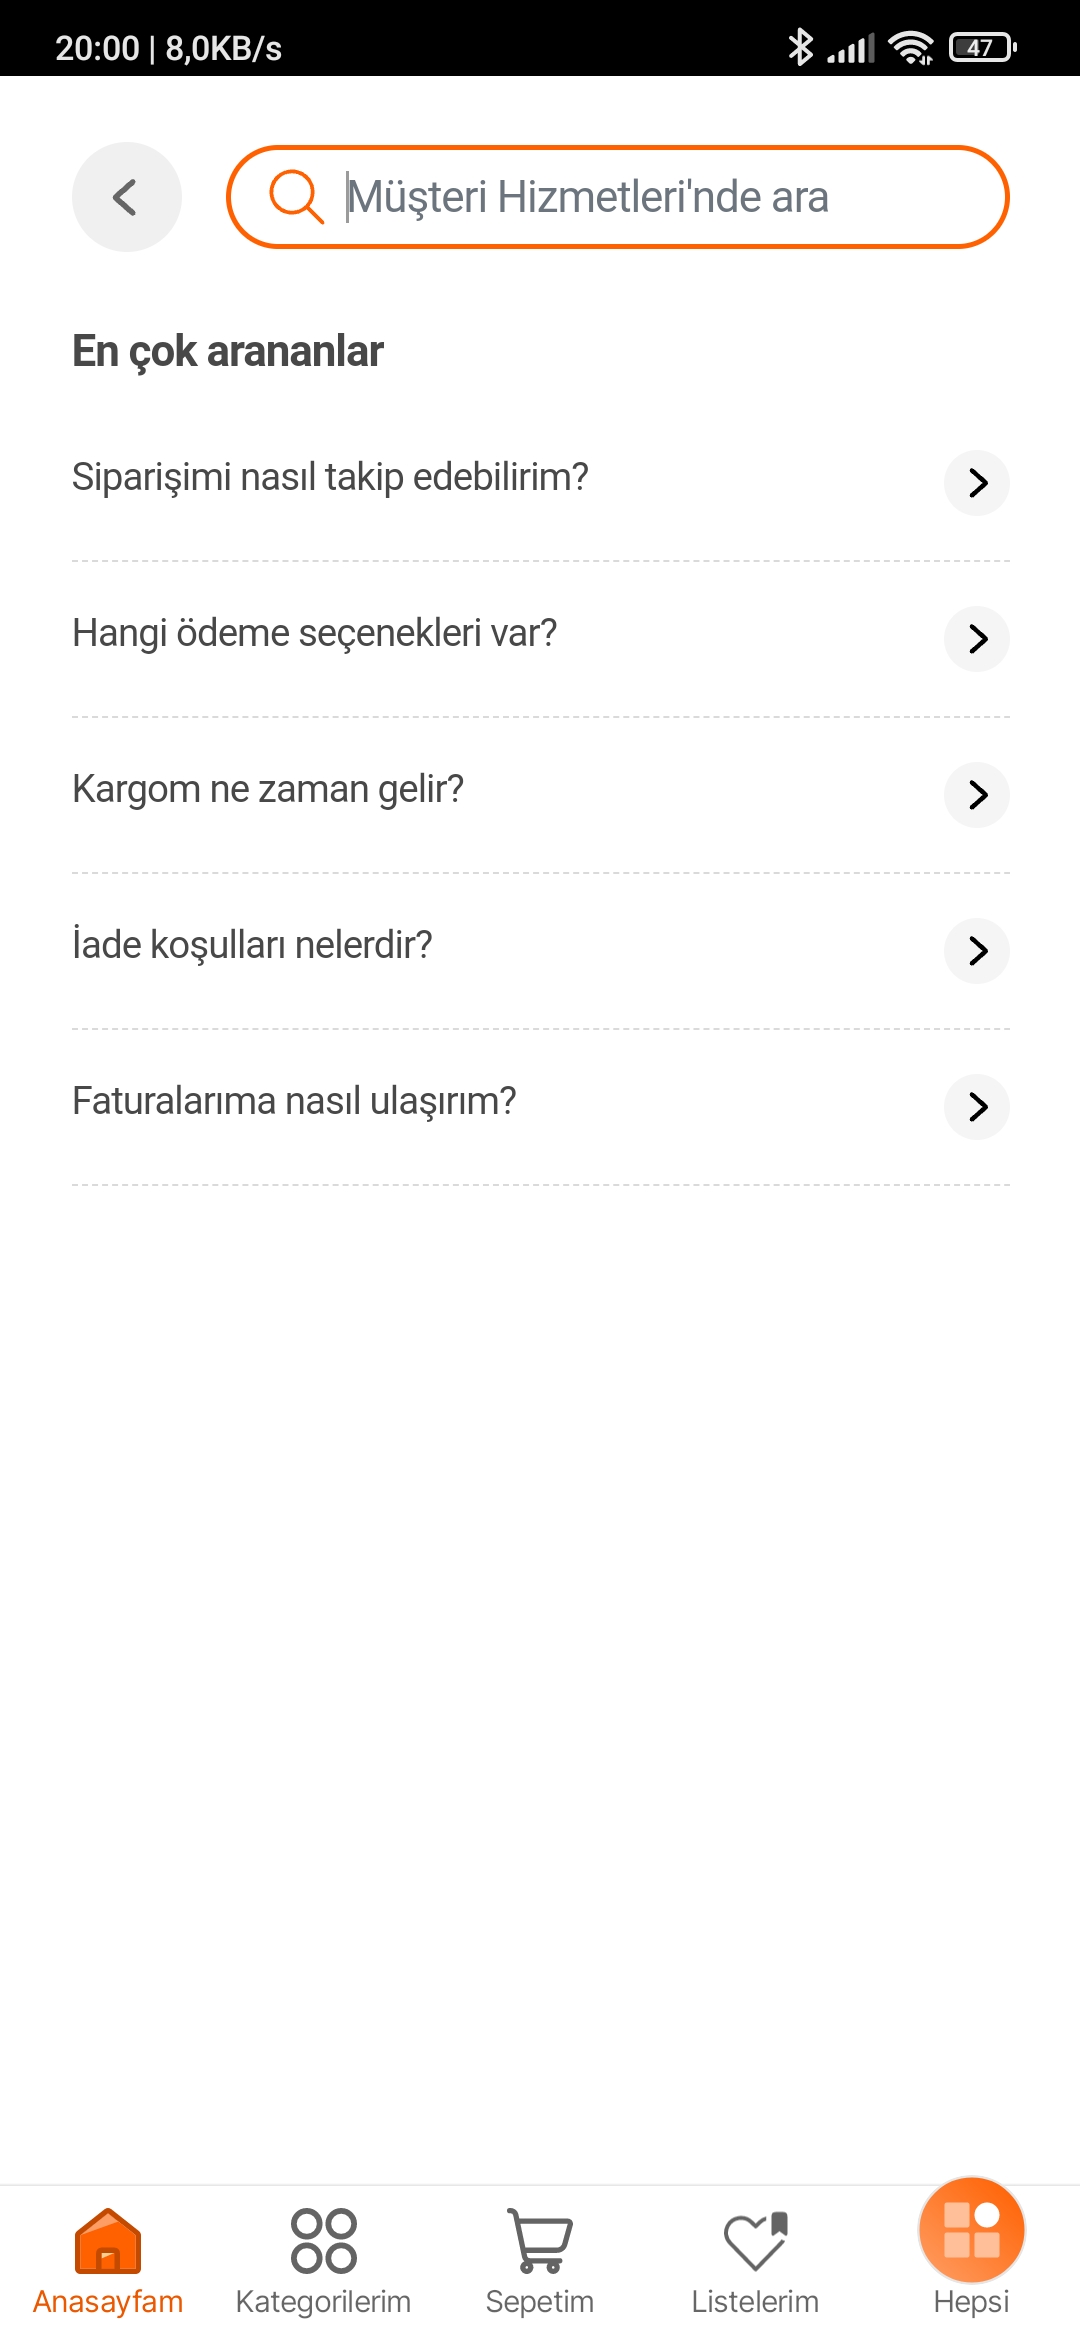 20:00 | 8,0KB/s
47
Müşteri Hizmetleri'nde ara
En çok arananlar
Siparişimi nasıl takip edebilirim?
Hangi ödeme seçenekleri var?
Kargom ne zaman gelir?
İade koşulları nelerdir?
Faturalarıma nasıl ulaşırım?
Anasayfam
Kategorilerim
Sepetim
Listelerim
Hepsi